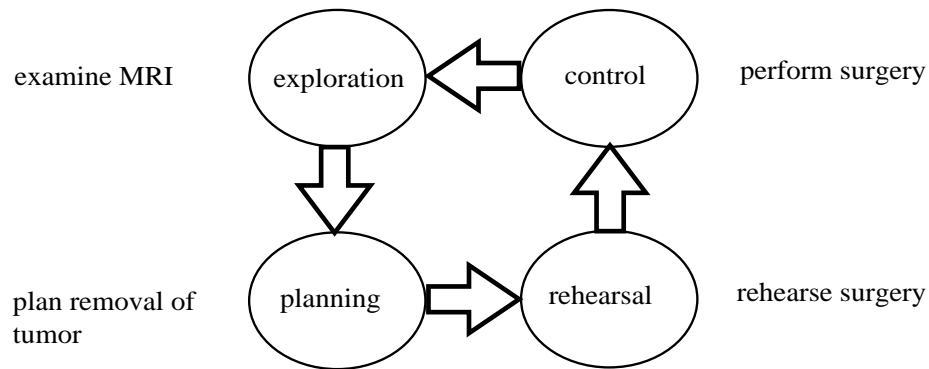 examine MRI
exploration
control
perform surgery
plan removal of
tumor
planning
rehearsal
rehearse surgery